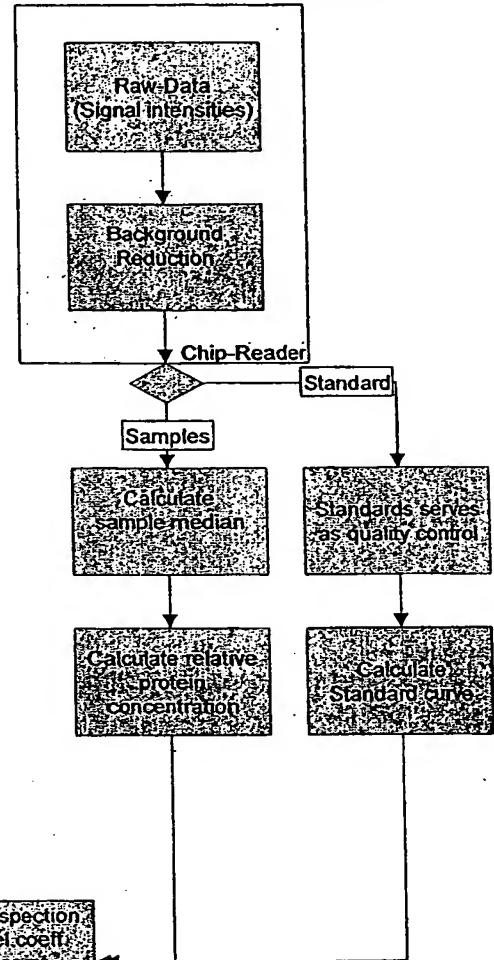 Raw-Data
(Signal intensities)
Background
Reduction
Chip-Reader
Standard
Samples
Calculate
sample median
Standards serves
as quality control
Calculate relative
protein
concentration
Calculate
Standard curve
spection
el coeff.